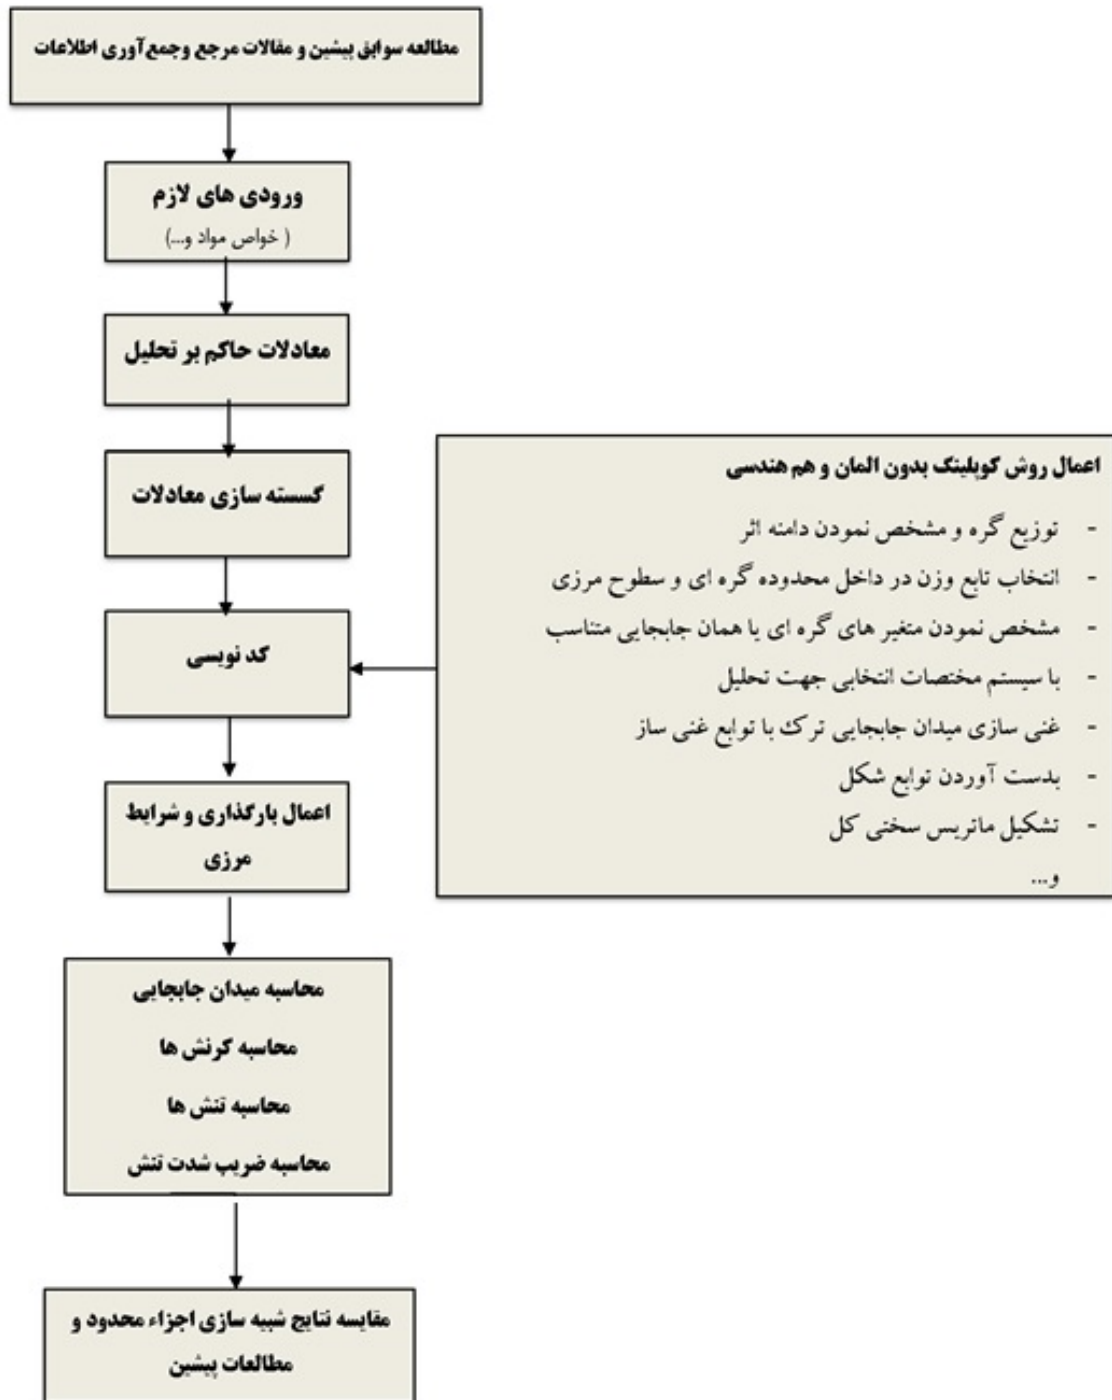 مطالعه سوابق پیشین و مقالات مرجع وجمع‌آوری اطلاعات
ورودی های لازم
( خواص مواد و...)
معادلات حاکم بر تحلیل
گسسته سازی معادلات
کد نویسی
اعمال روش کوپلینگ بدون المان و هم هندسی
- توزیع گره و مشخص نمودن دامنه اثر
- انتخاب تابع وزن در داخل محدوده گره ای و سطوح مرزی
- مشخص نمودن متغیر های گره ای یا همان جابجایی متناسب
- با سیستم مختصات انتخابی جهت تحلیل
- غنی سازی میدان جابجایی ترک با توابع غنی ساز
- بدست آوردن توابع شکل
- تشکیل ماتریس سختی کل
و...
اعمال بارگذاری و شرایط
مرزی
محاسبه میدان جابجایی
محاسبه کرنش ها
محاسبه تنش ها
محاسبه ضریب شدت تنش
مقایسه نتایج شبیه سازی اجزاء محدود و
مطالعات پیشین